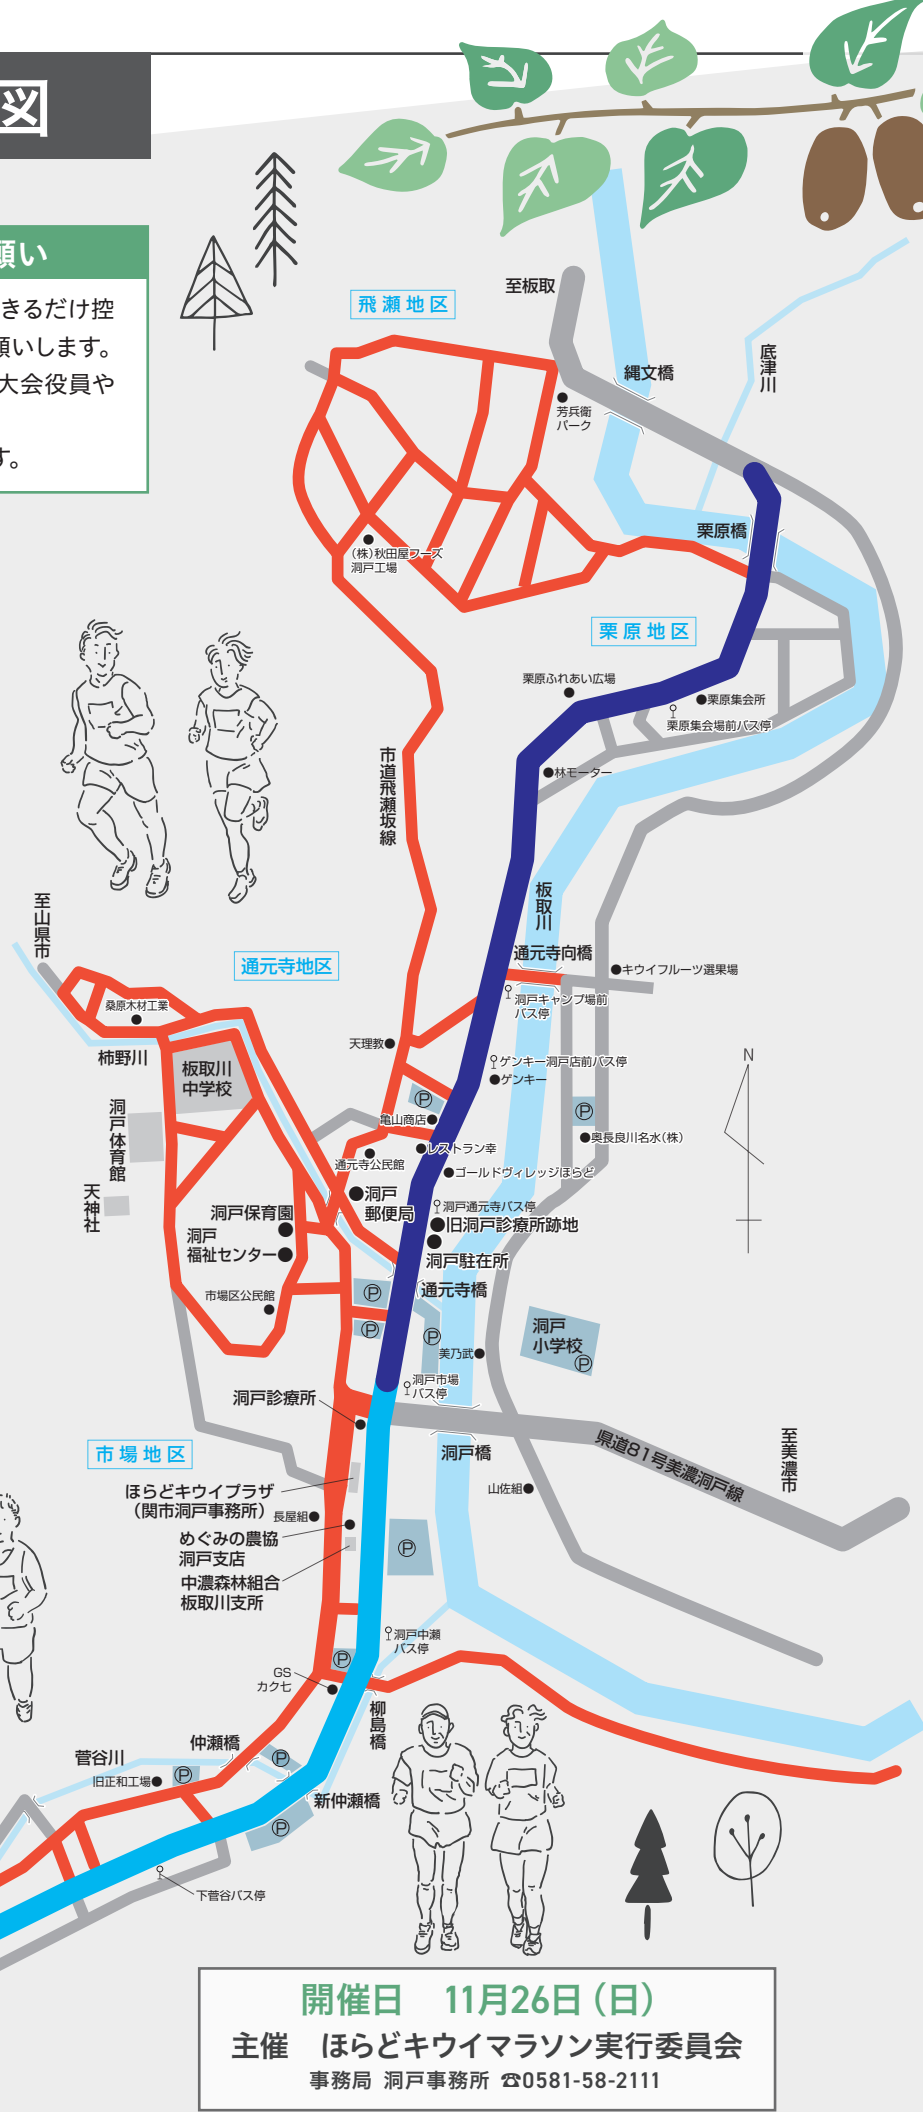 図
願い
きるだけ控
願いします。
大会役員や
す。
飛瀬地区
至板取
縄文橋
底津川
芳兵衛
パーク
栗原橋
(株)秋田屋フーズ
洞戸工場
栗原地区
栗原ふれあい広場
栗原集会所
栗原集会場前バス停
林モーター
市道飛瀬坂線
板取川
至山県市
通元寺地区
通元寺向橋
キウイフルーツ選果場
洞戸キャンプ場前
バス停
桑原木材工業
柿野川
板取川
中学校
天理教
ゲンキー洞戸店前バス停
ゲンキー
N
洞戸体育館
Ⓟ
Ⓟ
亀山商店
奥長良川名水(株)
レストラン幸
通元寺公民館
ゴールドヴィレッジほらど
天神社
洞戸
郵便局
洞戸通元寺バス停
洞戸保育園
旧洞戸診療所跡地
洞戸
福祉センター
洞戸駐在所
市場区公民館
Ⓟ
通元寺橋
Ⓟ
Ⓟ
美乃武
洞戸
小学校
Ⓟ
洞戸市場
バス停
洞戸診療所
市場地区
洞戸橋
県道81号美濃洞戸線
至美濃市
ほらどキウイプラザ
(関市洞戸事務所)
長屋組
山佐組
めぐみの農協
洞戸支店
Ⓟ
中濃森林組合
板取川支所
洞戸中瀬
バス停
Ⓟ
GS
カク七
柳島橋
仲瀬橋
菅谷川
旧正和工場
Ⓟ
Ⓟ
新仲瀬橋
Ⓟ
下菅谷バス停
開催日 11月26日(日)
主催 ほらどキウイマラソン実行委員会
事務局 洞戸事務所 ☎0581-58-2111